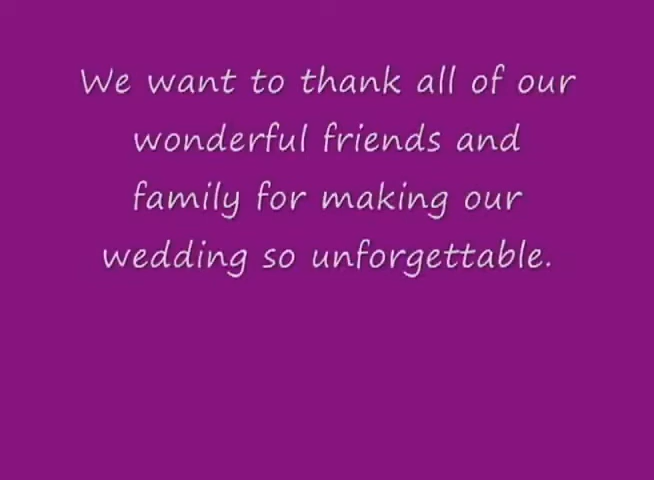 We want to thank all of our
wonderful friends and
family for making our
wedding so unforgettable.